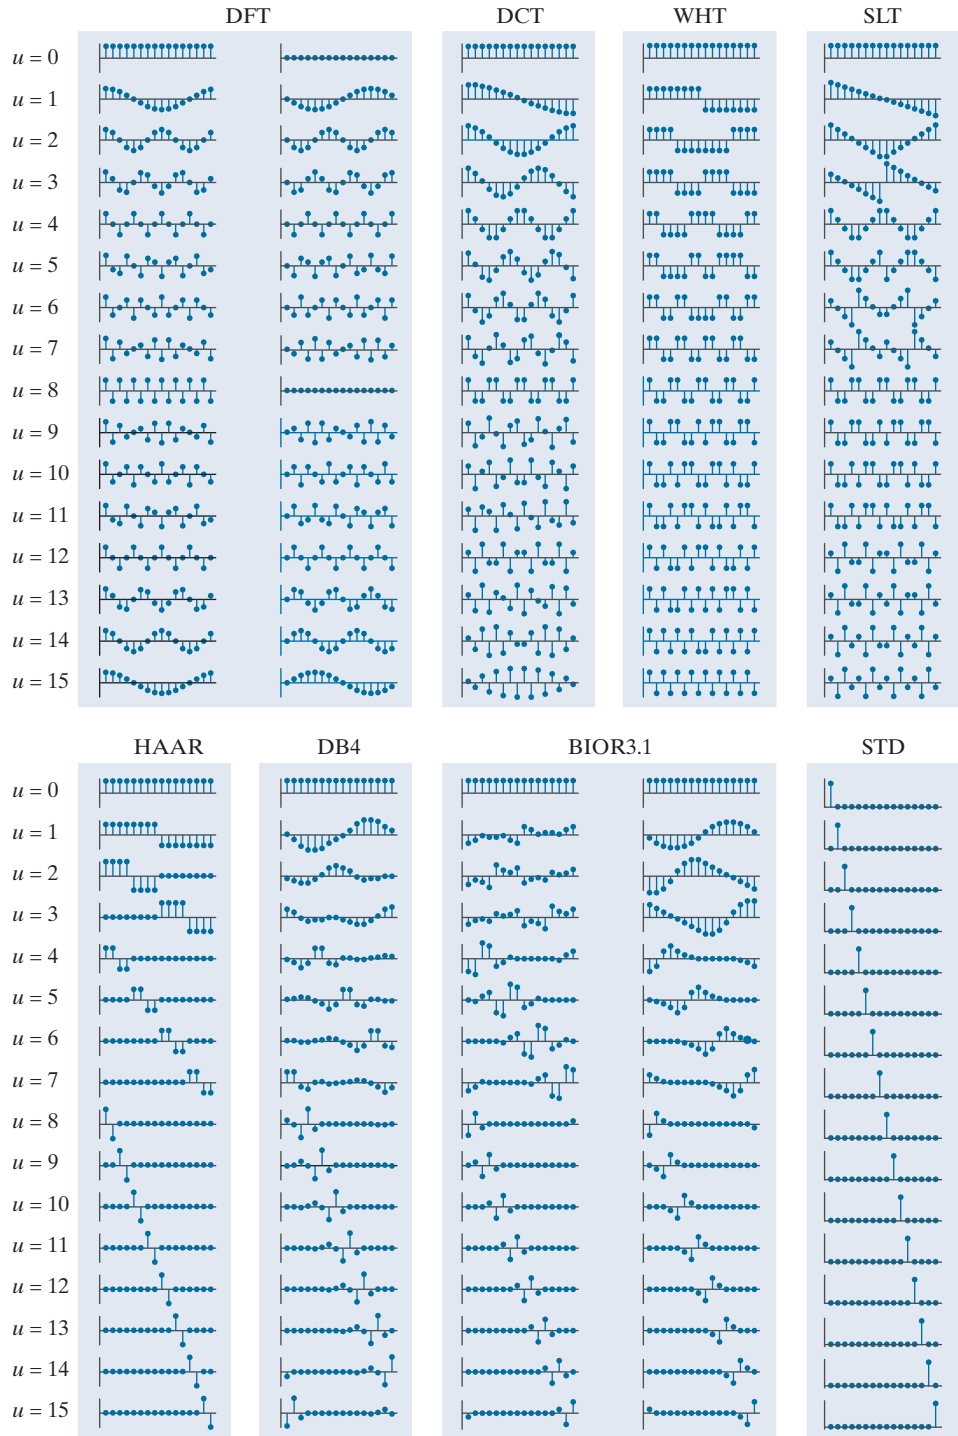 DFT DCT WHT SLT
u = 0
u = 1
u = 2
u = 3
u = 4
u = 5
u = 6
u = 7
u = 8
u = 9
u = 10
u = 11
u = 12
u = 13
u = 14
u = 15
HAAR DB4 BIOR3.1 STD
u = 0
u = 1
u = 2
u = 3
u = 4
u = 5
u = 6
u = 7
u = 8
u = 9
u = 10
u = 11
u = 12
u = 13
u = 14
u = 15